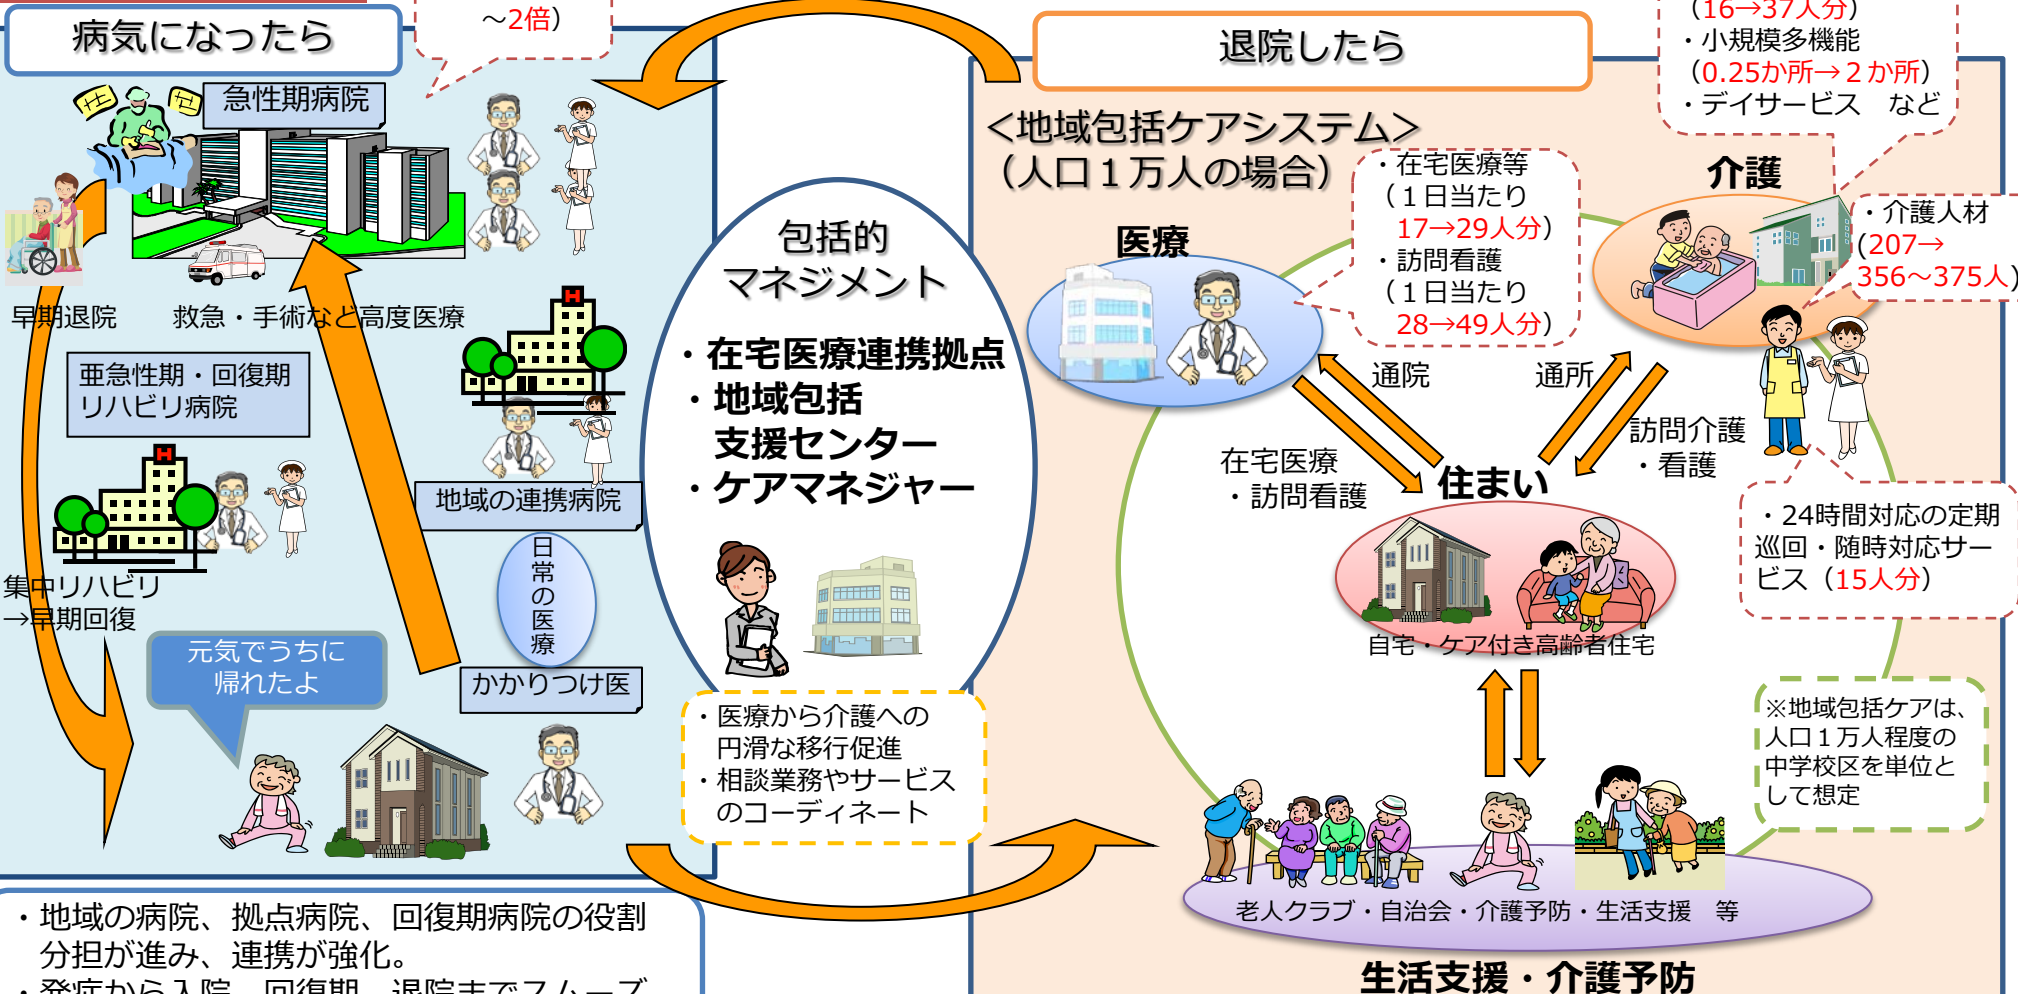 病気になったら
～2倍）
急性期病院
早期退院
救急・手術など高度医療
亜急性期・回復期
リハビリ病院
地域の連携病院
集中リハビリ
→早期回復
日常の医療
元気でうちに
帰れたよ
かかりつけ医
・地域の病院、拠点病院、回復期病院の役割
分担が進み、連携が強化。
・発症から入院、回復期、退院までスムーズ
包括的
マネジメント
・在宅医療連携拠点
・地域包括
支援センター
・ケアマネジャー
・医療から介護への
円滑な移行促進
・相談業務やサービス
のコーディネート
退院したら
（16→37人分）
・小規模多機能
（0.25か所→２か所）
・デイサービス　など
＜地域包括ケアシステム＞
（人口１万人の場合）
・在宅医療等
（１日当たり
17→29人分）
・訪問看護
（１日当たり
28→49人分）
介護
・介護人材
(207→
356～375人)
医療
通院
通所
在宅医療
・訪問看護
訪問介護
・看護
住まい
・24時間対応の定期
巡回・随時対応サー
ビス（15人分）
自宅・ケア付き高齢者住宅
※地域包括ケアは、
人口１万人程度の
中学校区を単位と
して想定
老人クラブ・自治会・介護予防・生活支援　等
生活支援・介護予防